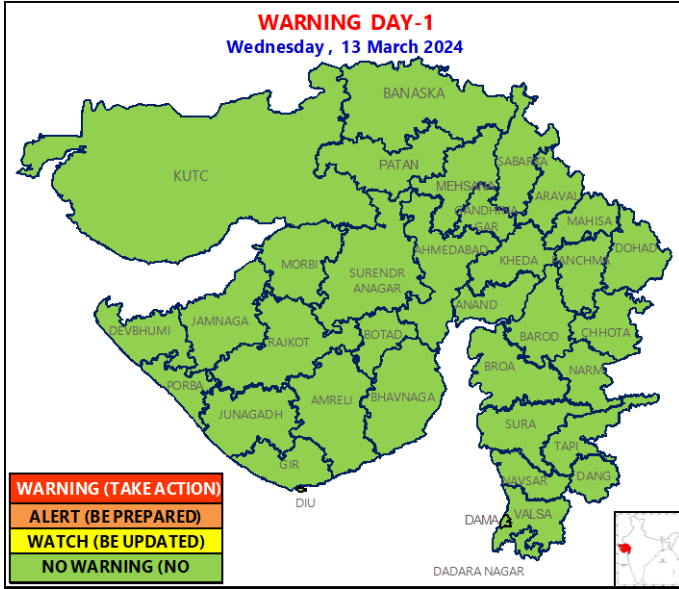 WARNING DAY-1
Wednesday , 13 March 2024
BANASKA
KUTC
PATAN
SABARKA
MEHSANA
ARAVAL
GANDHINA
GAR
MAHISA
AHMEDABAD
DOHAD
KHEDA
PANCHMA
MORBI
SURENDR
ANAGAR
ANAND
JAMNAGA
DEVBHUMI
RAJKOT
BOTAD
BAROD
CHHOTA
BROA
NARM
PORBA
AMRELI
BHAVNAGA
JUNAGADH
SURA
TAPI
GIR
DANG
NAVSAR
DIU
DAMA
VALSA
DADARA NAGAR
WARNING (TAKE ACTION)
ALERT (BE PREPARED)
WATCH (BE UPDATED)
NO WARNING (NO